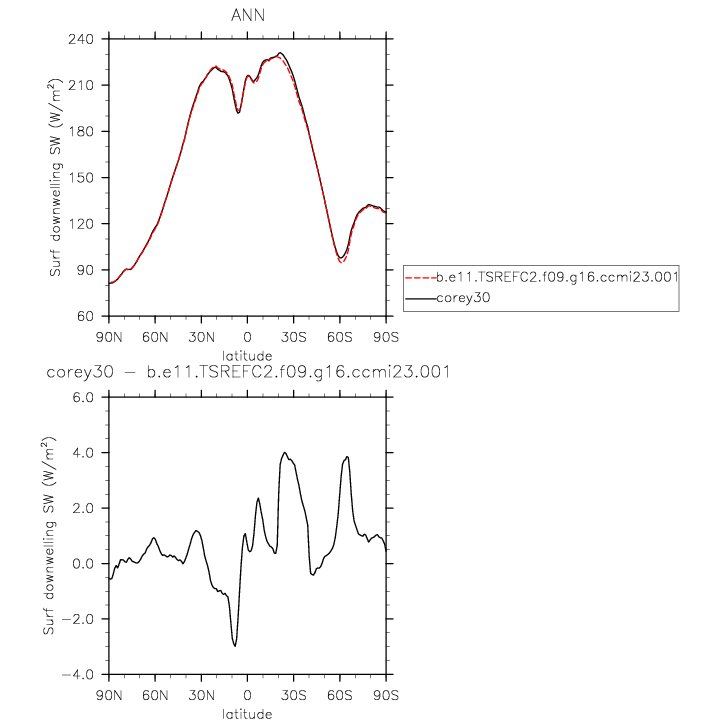 ANN
Surf downwelling SW (W/m²)
240
210
180
150
120
90
60
90N 60N 30N 0 30S 60S 90S
latitude
b.e11.TSREFC2.f09.g16.ccmi23.001
corey30
corey30 − b.e11.TSREFC2.f09.g16.ccmi23.001
Surf downwelling SW (W/m²)
6.0
4.0
2.0
0.0
−2.0
−4.0
90N 60N 30N 0 30S 60S 90S
latitude